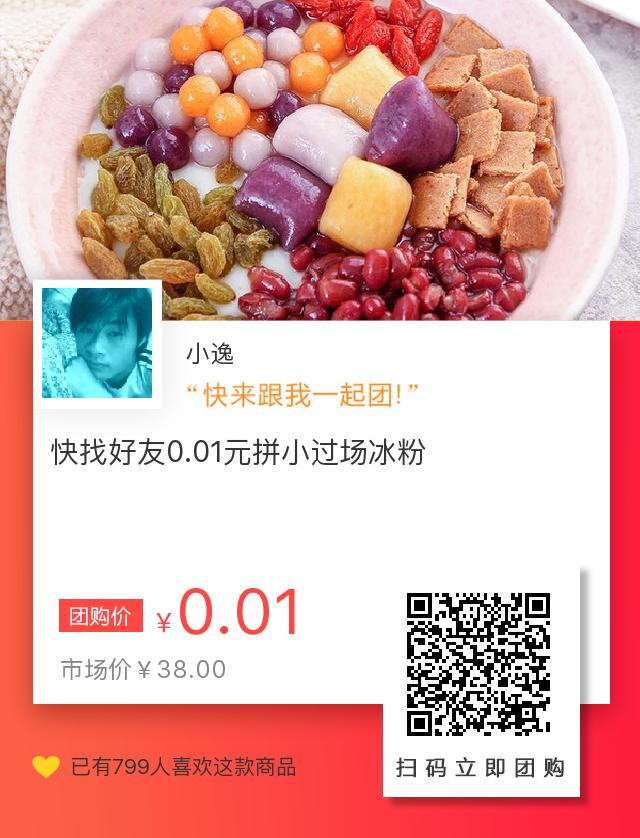 小逸
“快来跟我一起团!”
快找好友0.01元拼小过场冰粉
团购价 ¥0.01
市场价¥38.00
已有799人喜欢这款商品
扫码立即团购